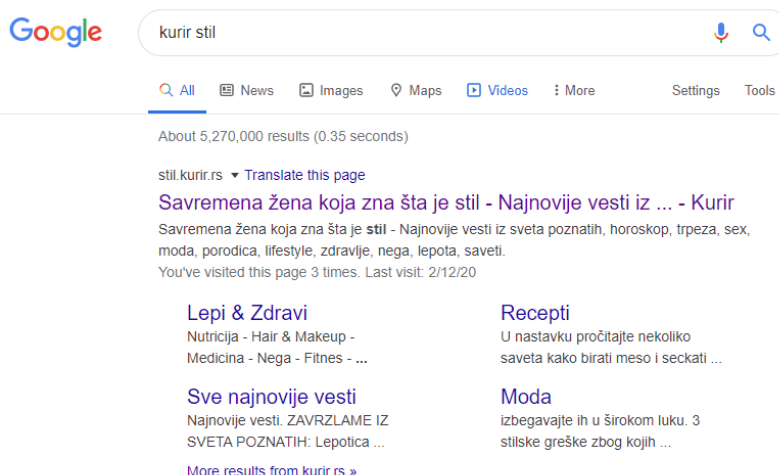 Google
kurir stil
All News Images Maps Videos More Settings Tools
About 5,270,000 results (0.35 seconds)
stil.kurir.rs Translate this page
Savremena žena koja zna šta je stil - Najnovije vesti iz ... - Kurir
Savremena žena koja zna šta je stil - Najnovije vesti iz sveta poznatih, horoskop, trpeza, sex,
moda, porodica, lifestyle, zdravlje, nega, lepota, saveti.
You've visited this page 3 times. Last visit: 2/12/20
Lepi & Zdravi
Nutricija - Hair & Makeup -
Medicina - Nega - Fitnes - ...
Recepti
U nastavku pročitajte nekoliko
saveta kako birati meso i seckati ...
Sve najnovije vesti
Najnovije vesti. ZAVRZLAME IZ
SVETA POZNATIH: Lepotica ...
Moda
izbegavajte ih u širokom luku. 3
stilske greške zbog kojih ...
More results from kurir.rs »